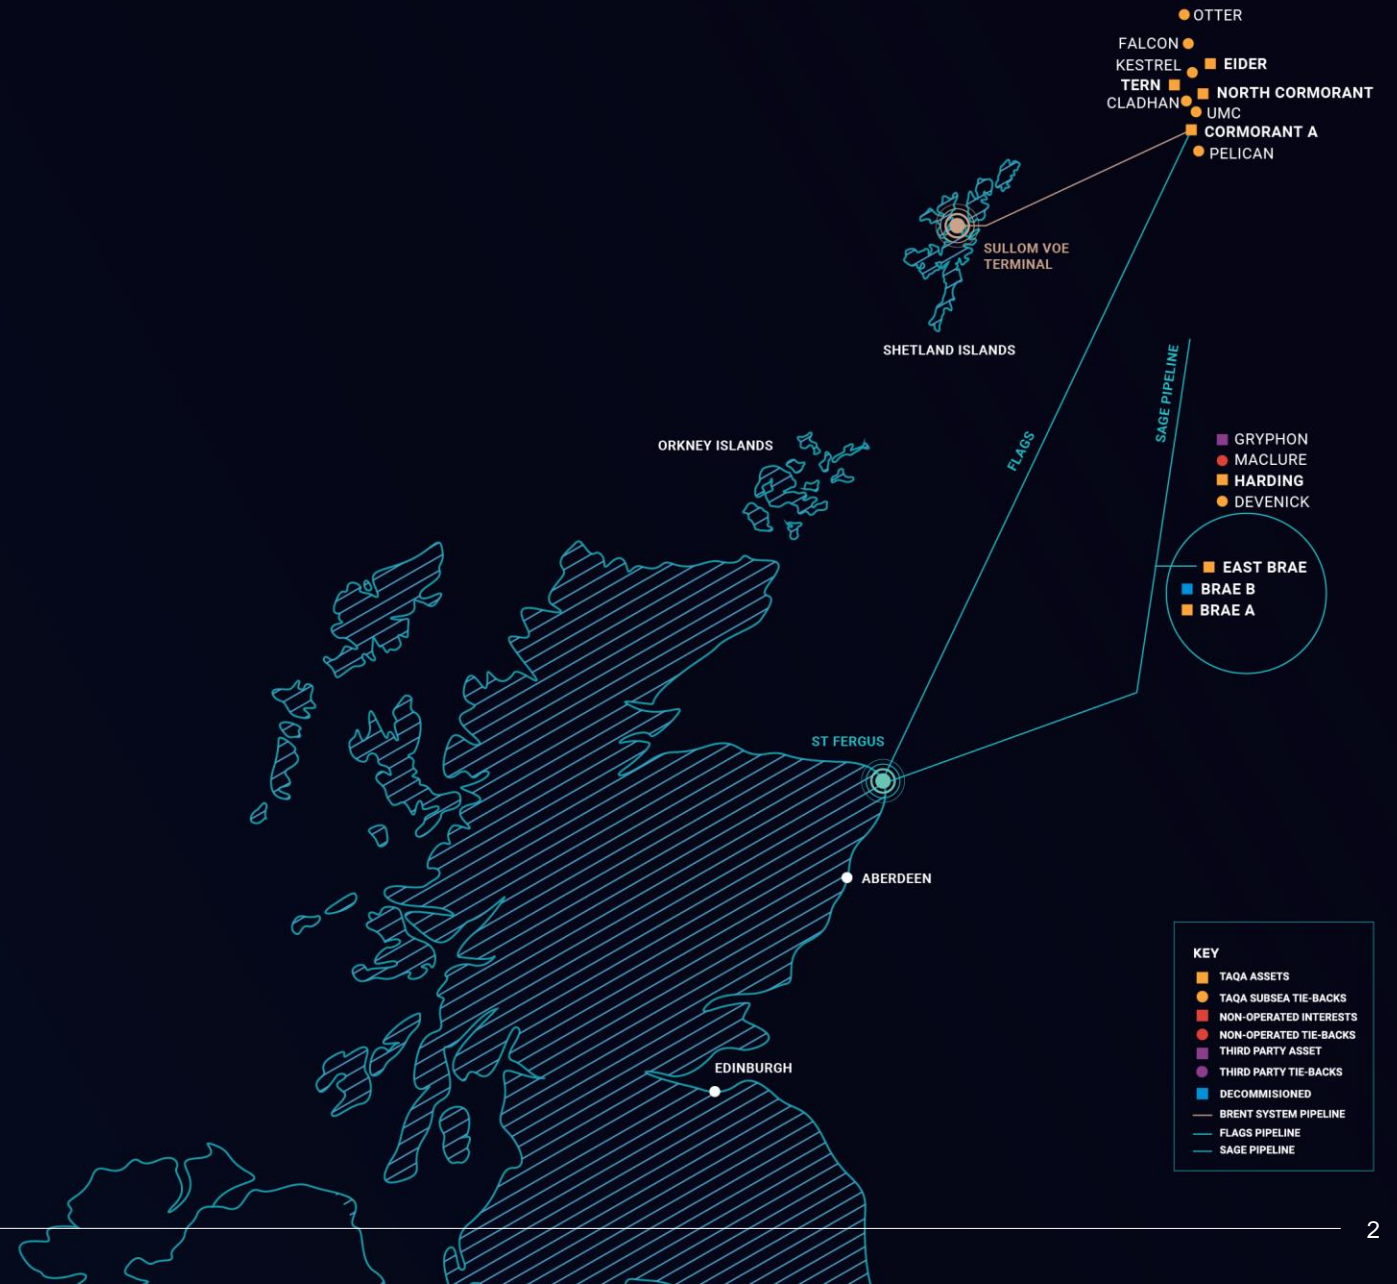 OTTER
FALCON
KESTREL
EIDER
TERN
NORTH CORMORANT
CLADHAN
UMC
CORMORANT A
PELICAN
SULLOM VOE
TERMINAL
SHETLAND ISLANDS
SAGE PIPELINE
FLAGS
ORKNEY ISLANDS
GRYPHON
MACLURE
HARDING
DEVENICK
EAST BRAE
BRAE B
BRAE A
ST FERGUS
ABERDEEN
EDINBURGH
KEY
TAQA ASSETS
TAQA SUBSEA TIE-BACKS
NON-OPERATED INTERESTS
NON-OPERATED TIE-BACKS
THIRD PARTY ASSET
THIRD PARTY TIE-BACKS
DECOMMISIONED
BRENT SYSTEM PIPELINE
FLAGS PIPELINE
SAGE PIPELINE
2